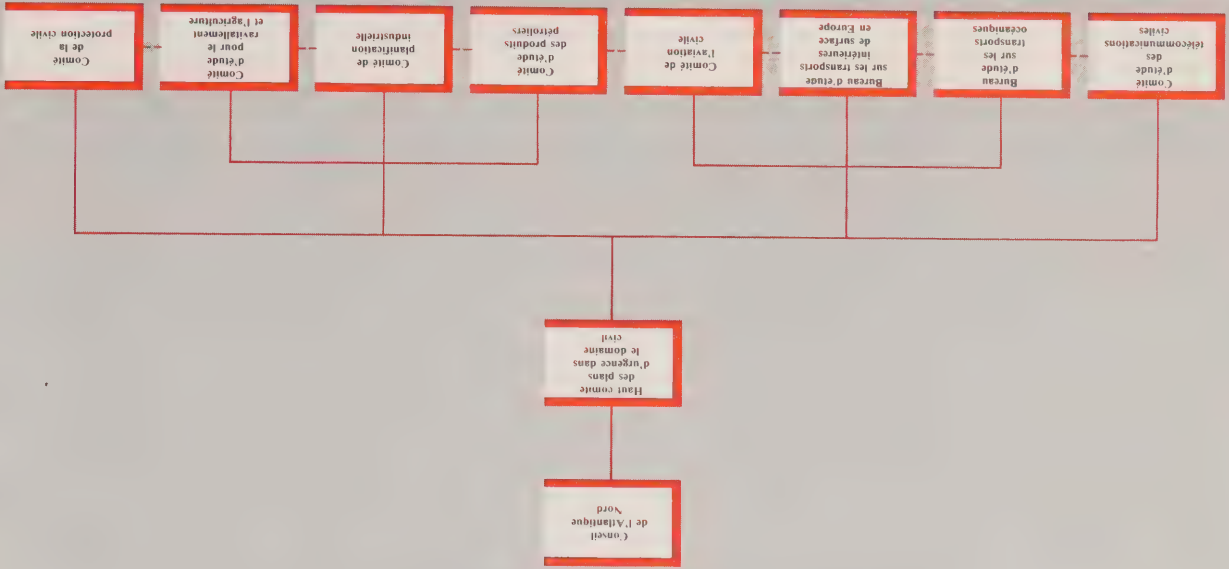 Conseil
de l'Atlantique
Nord
Haut comité
des plans
d'urgence dans
le domaine
civil
Comité
d'étude
des
télécommunications
civiles
Bureau
d'étude
sur les
transports
océaniques
Bureau d'étude
sur les transports
intérieures
de surface
en Europe
Comité de
l'aviation
civile
Comité
d'étude
des produits
pétroliers
Comité de
planification
industrielle
Comité
d'étude
pour le
ravitaillement
et l'agriculture
Comité
de la
protection civile